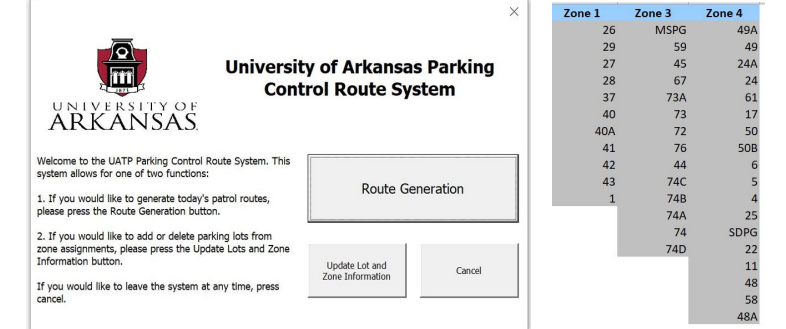 ×
1871
UNIVERSITY OF
ARKANSAS
University of Arkansas Parking
Control Route System
Welcome to the UATP Parking Control Route System. This
system allows for one of two functions:
1. If you would like to generate today's patrol routes,
please press the Route Generation button.
2. If you would like to add or delete parking lots from
zone assignments, please press the Update Lots and Zone
Information button.
If you would like to leave the system at any time, press
cancel.
Route Generation
Update Lot and
Zone Information
Cancel
Zone 1 Zone 3 Zone 4
26 MSPG 49A
29 59 49
27 45 24A
28 67 24
37 73A 61
40 73 17
40A 72 50
41 76 50B
42 44 6
43 74C 5
1 74B 4
74A 25
74 SDPG
74D 22
11
48
58
48A